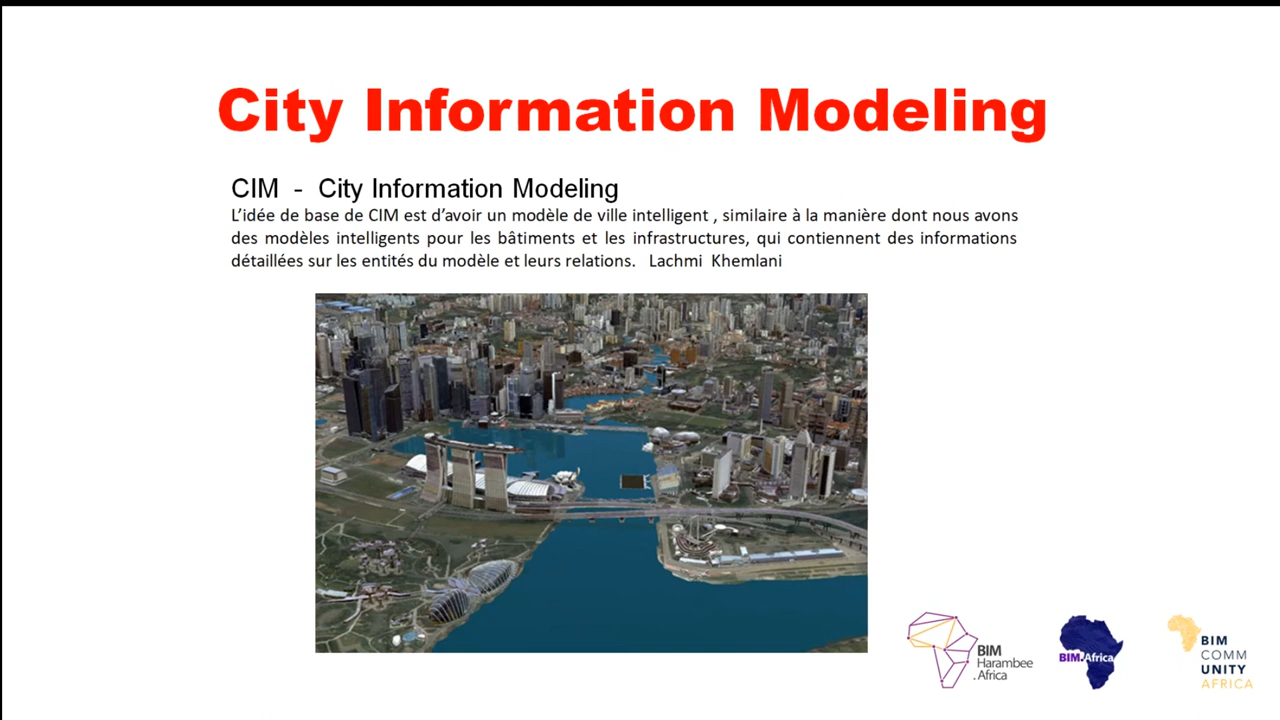 City Information Modeling
CIM - City Information Modeling
L’idée de base de CIM est d’avoir un modèle de ville intelligent , similaire à la manière dont nous avons
des modèles intelligents pour les bâtiments et les infrastructures, qui contiennent des informations
détaillées sur les entités du modèle et leurs relations. Lachmi Khemlani
BIM
Harambee
.Africa
BIM.Africa
BIM
COMM
UNITY
AFRICA